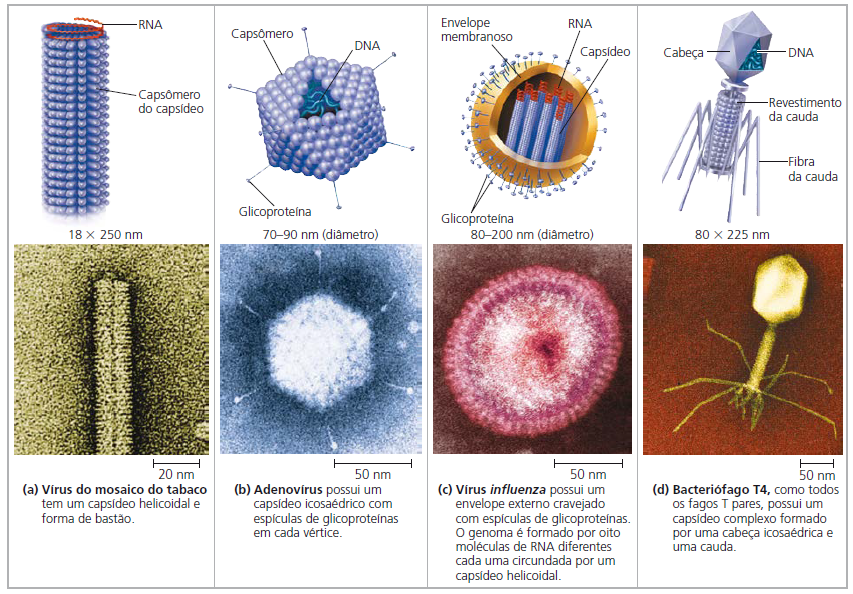 RNA
Capsômero
do capsídeo
18 × 250 nm
20 nm
(a) Vírus do mosaico do tabaco
tem um capsídeo helicoidal e
forma de bastão.
Capsômero
DNA
Glicoproteína
70–90 nm (diâmetro)
50 nm
(b) Adenovírus possui um
capsídeo icosaédrico com
espículas de glicoproteínas
em cada vértice.
Envelope
membranoso
RNA
Capsídeo
Glicoproteína
80–200 nm (diâmetro)
50 nm
(c) Vírus influenza possui um
envelope externo cravejado
com espículas de glicoproteínas.
O genoma é formado por oito
moléculas de RNA diferentes
cada uma circundada por um
capsídeo helicoidal.
Cabeça
DNA
Revestimento
da cauda
Fibra
da cauda
80 × 225 nm
50 nm
(d) Bacteriófago T4, como todos
os fagos T pares, possui um
capsídeo complexo formado
por uma cabeça icosaédrica e
uma cauda.